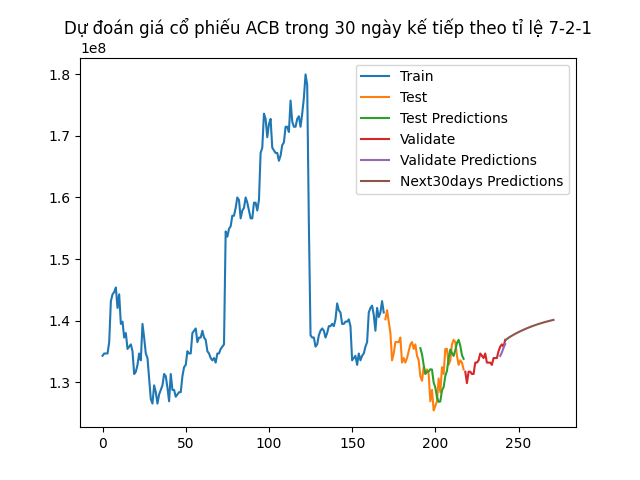 Dự đoán giá cổ phiếu ACB trong 30 ngày kế tiếp theo tỉ lệ 7-2-1
1e8
1.8
1.7
1.6
1.5
1.4
1.3
Train
Test
Test Predictions
Validate
Validate Predictions
Next30days Predictions
0 50 100 150 200 250